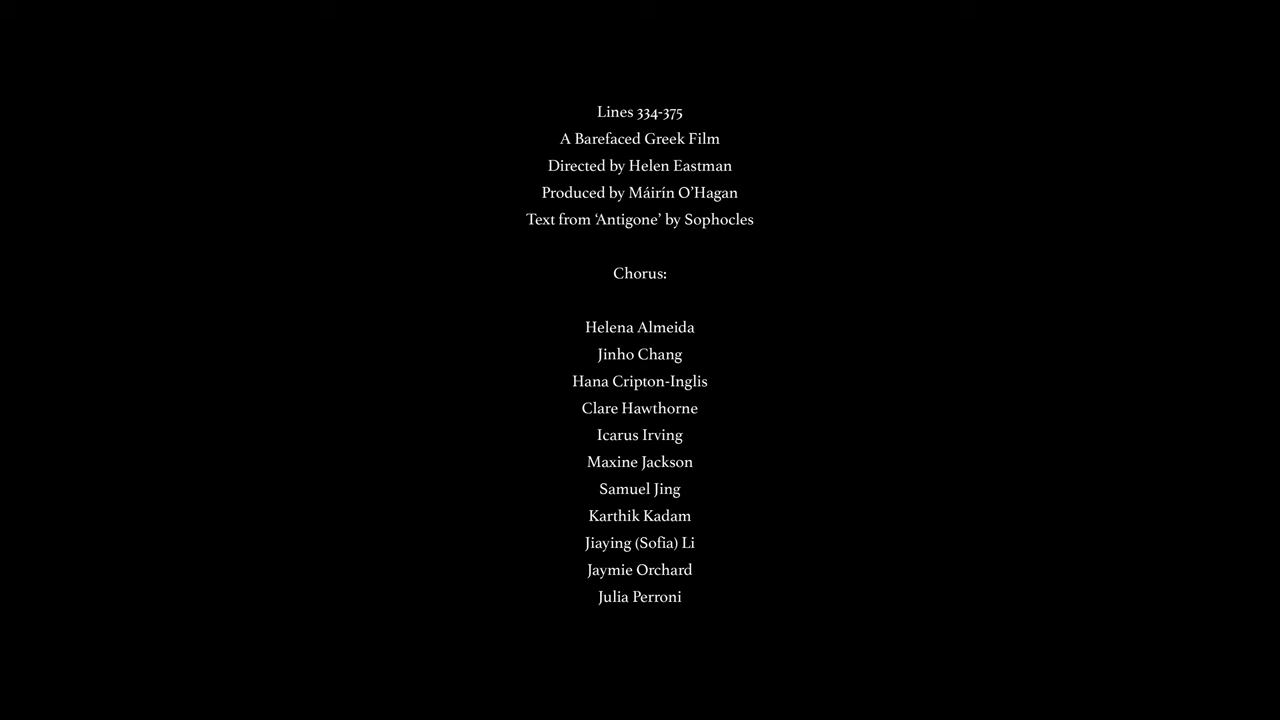 Lines 334-375
A Barefaced Greek Film
Directed by Helen Eastman
Produced by Máirín O’Hagan
Text from ‘Antigone’ by Sophocles
Chorus:
Helena Almeida
Jinho Chang
Hana Cripton-Inglis
Clare Hawthorne
Icarus Irving
Maxine Jackson
Samuel Jing
Karthik Kadam
Jiaying (Sofia) Li
Jaymie Orchard
Julia Perroni